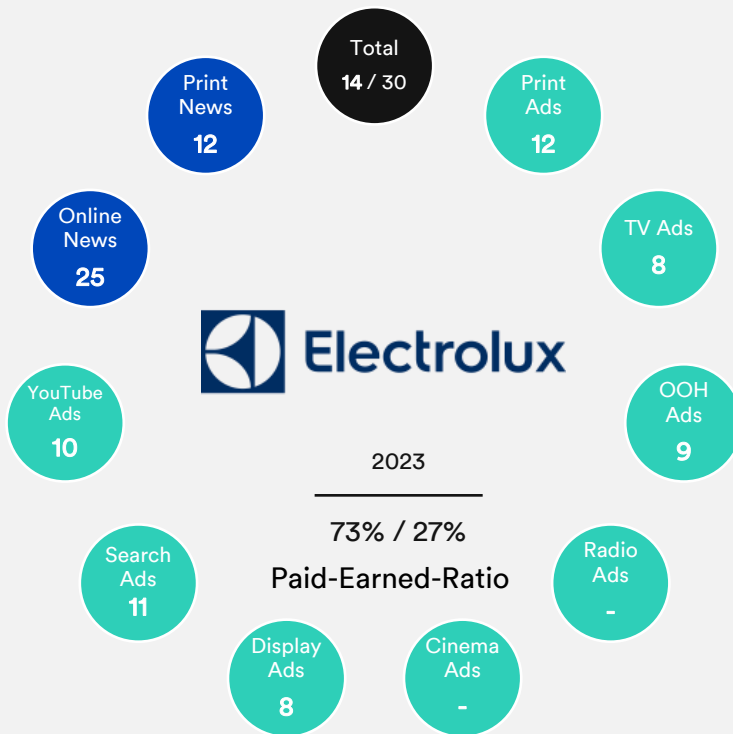 Total
14 / 30
Print
Ads
12
TV Ads
8
OOH
Ads
9
Radio
Ads
-
Cinema
Ads
-
Display
Ads
8
Search
Ads
11
YouTube
Ads
10
Online
News
25
Print
News
12
Electrolux
2023
73% / 27%
Paid-Earned-Ratio